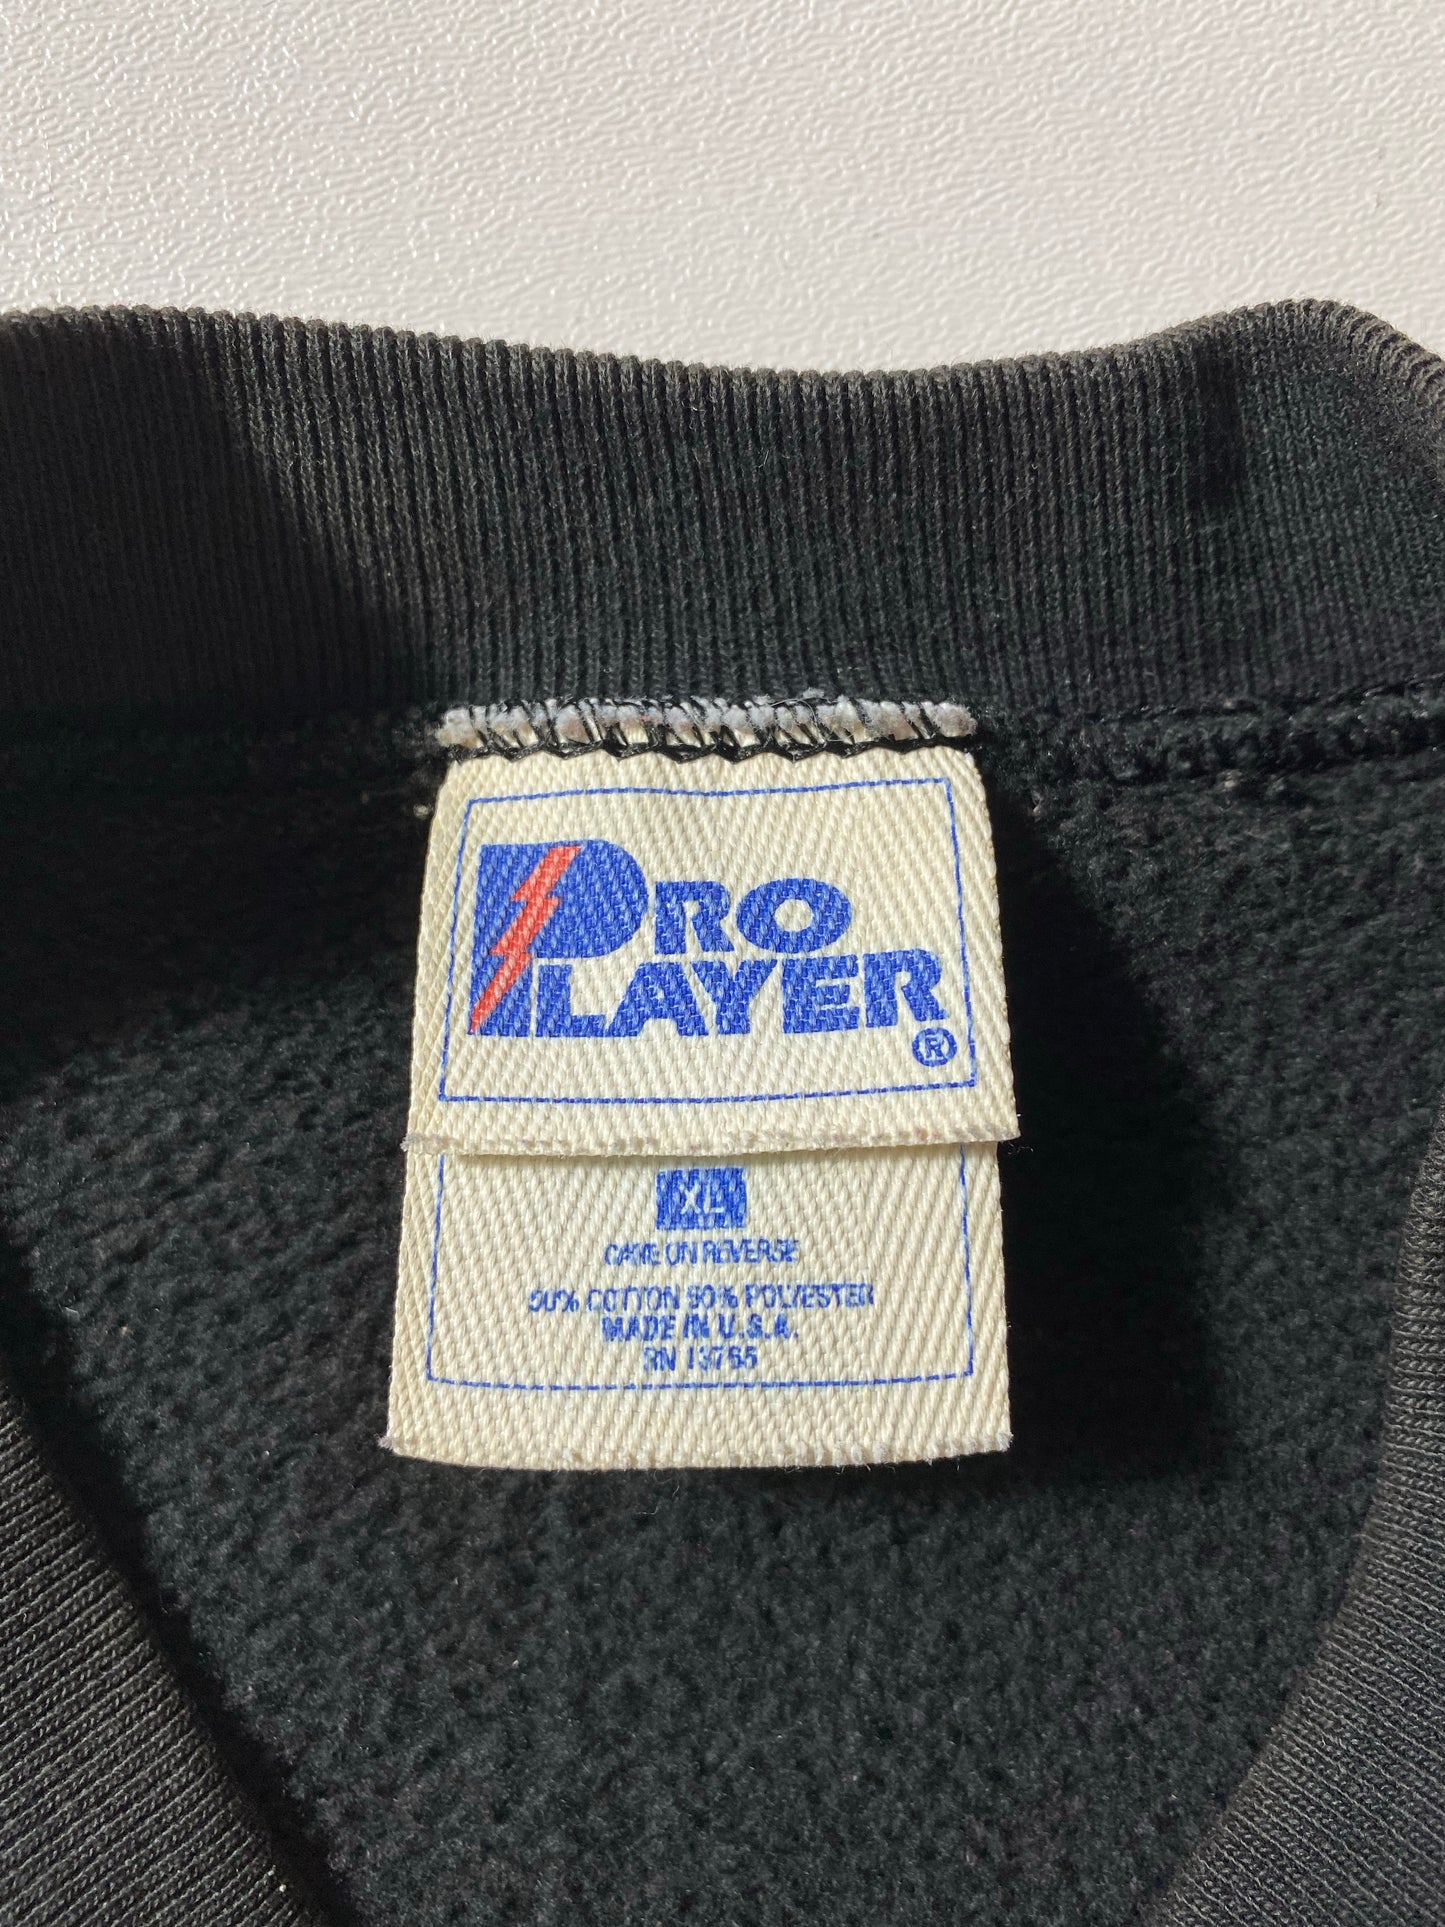 PRO
PLAYER ®
XL
CARE ON REVERSE
50% COTTON 50% POLYESTER
MADE IN U.S.A.
RN 13765